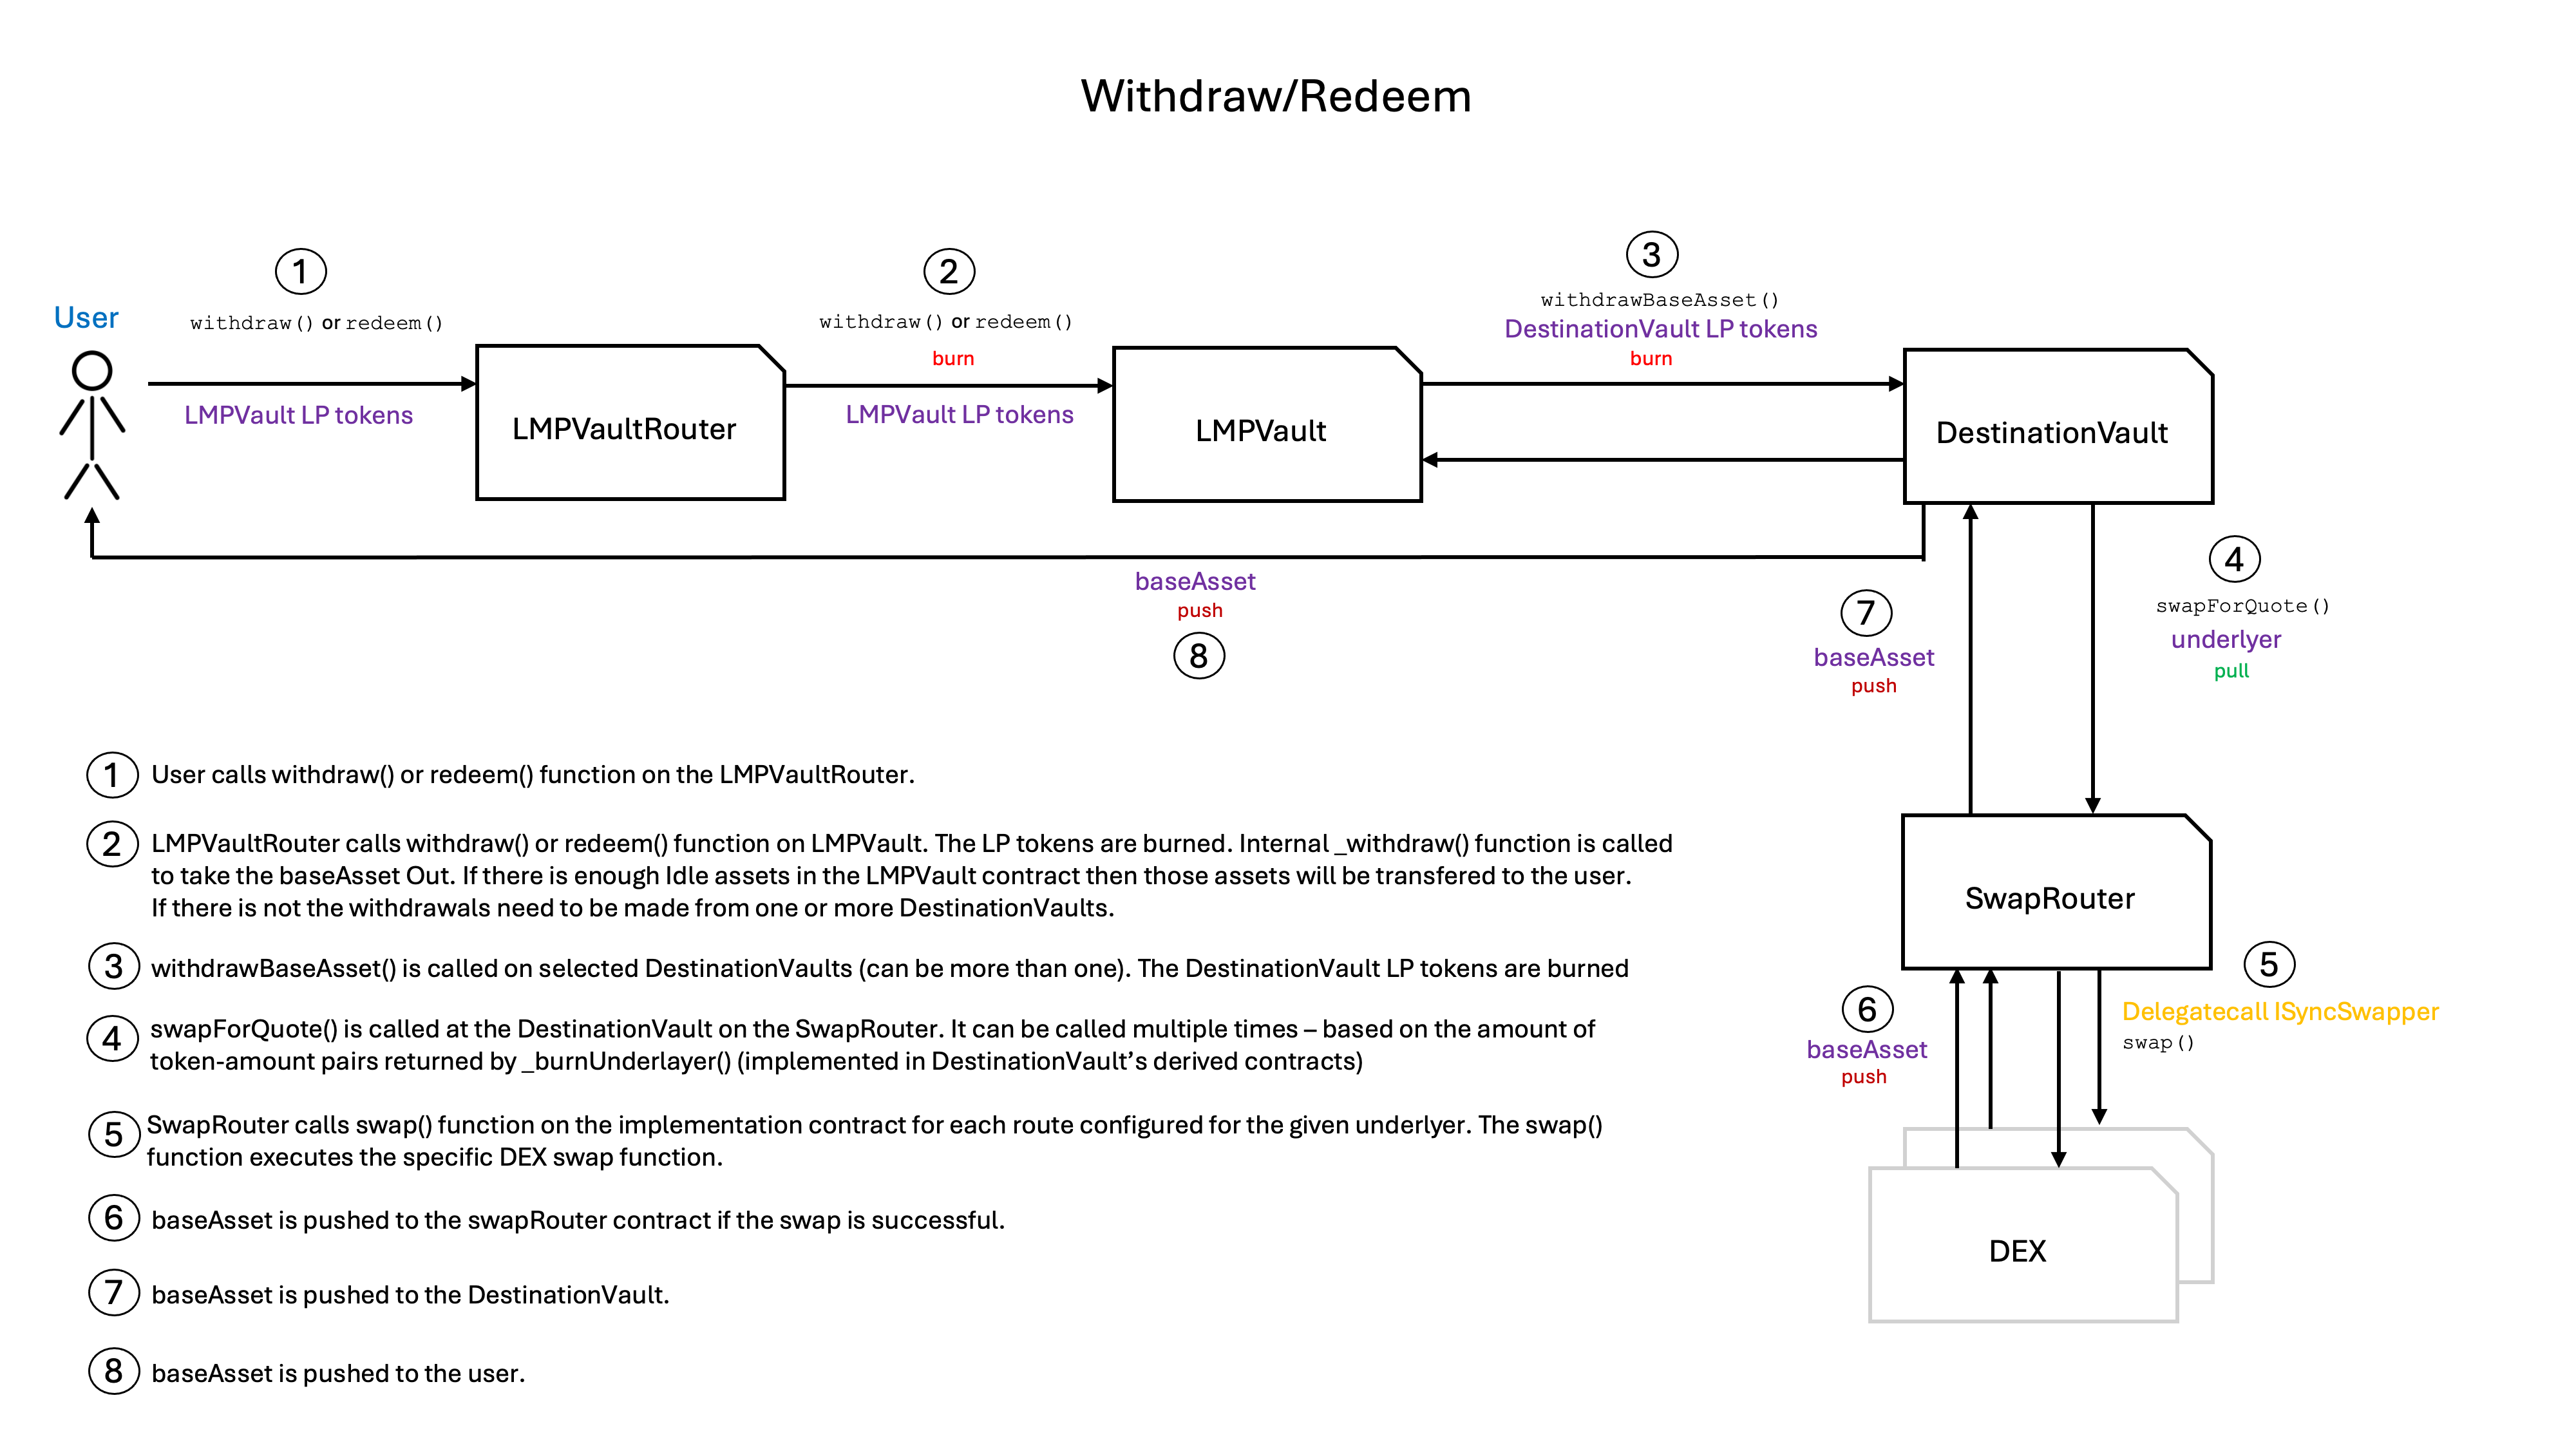 Withdraw/Redeem
1
User
withdraw() or redeem()
LMPVault LP tokens
LMPVaultRouter
2
withdraw() or redeem()
burn
LMPVault LP tokens
LMPVault
3
withdrawBaseAsset()
DestinationVault LP tokens
burn
DestinationVault
baseAsset
push
8
7
baseAsset
push
4
swapForQuote()
underlyer
pull
SwapRouter
6
baseAsset
push
5
Delegatecall ISyncSwapper
swap()
DEX
1 User calls withdraw() or redeem() function on the LMPVaultRouter.
2 LMPVaultRouter calls withdraw() or redeem() function on LMPVault. The LP tokens are burned. Internal _withdraw() function is called
to take the baseAsset Out. If there is enough Idle assets in the LMPVault contract then those assets will be transfered to the user.
If there is not the withdrawals need to be made from one or more DestinationVaults.
3 withdrawBaseAsset() is called on selected DestinationVaults (can be more than one). The DestinationVault LP tokens are burned
4 swapForQuote() is called at the DestinationVault on the SwapRouter. It can be called multiple times – based on the amount of
token-amount pairs returned by _burnUnderlayer() (implemented in DestinationVault’s derived contracts)
5 SwapRouter calls swap() function on the implementation contract for each route configured for the given underlyer. The swap()
function executes the specific DEX swap function.
6 baseAsset is pushed to the swapRouter contract if the swap is successful.
7 baseAsset is pushed to the DestinationVault.
8 baseAsset is pushed to the user.